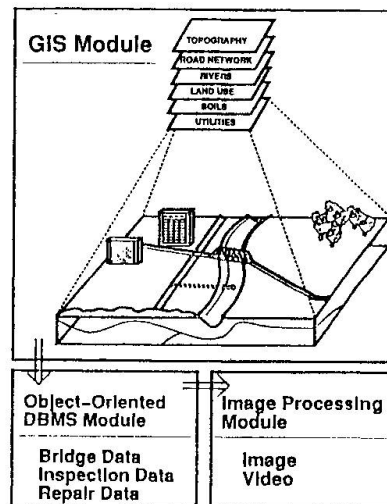 GIS Module
TOPOGRAPHY
ROAD NETWORK
RIVERS
LAND USE
SOILS
UTILITIES
Object-Oriented
DBMS Module
Bridge Data
Inspection Data
Repair Data
Image Processing
Module
Image
Video